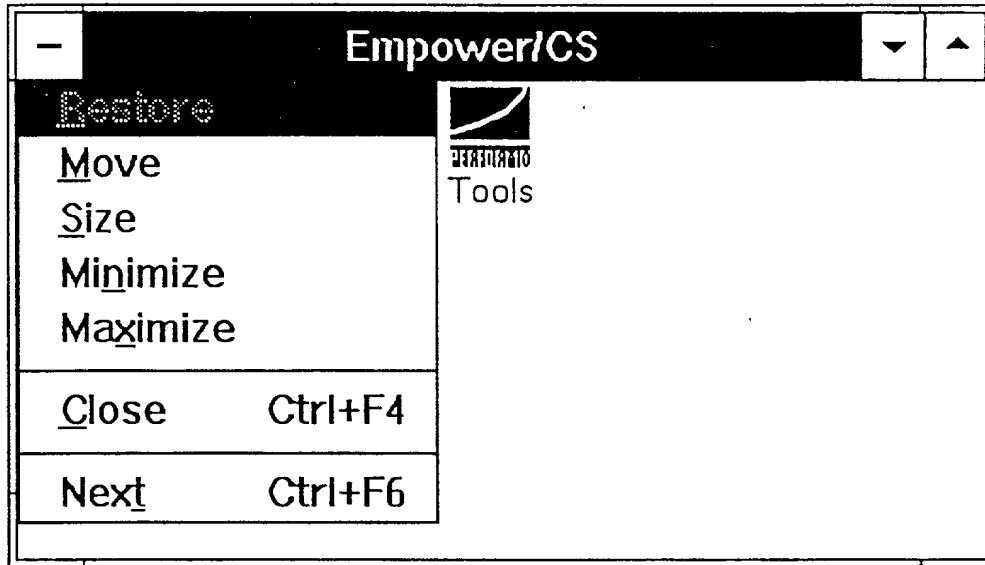 Empower/CS
Restore
Move
Size
Minimize
Maximize
Close Ctrl+F4
Next Ctrl+F6
Tools